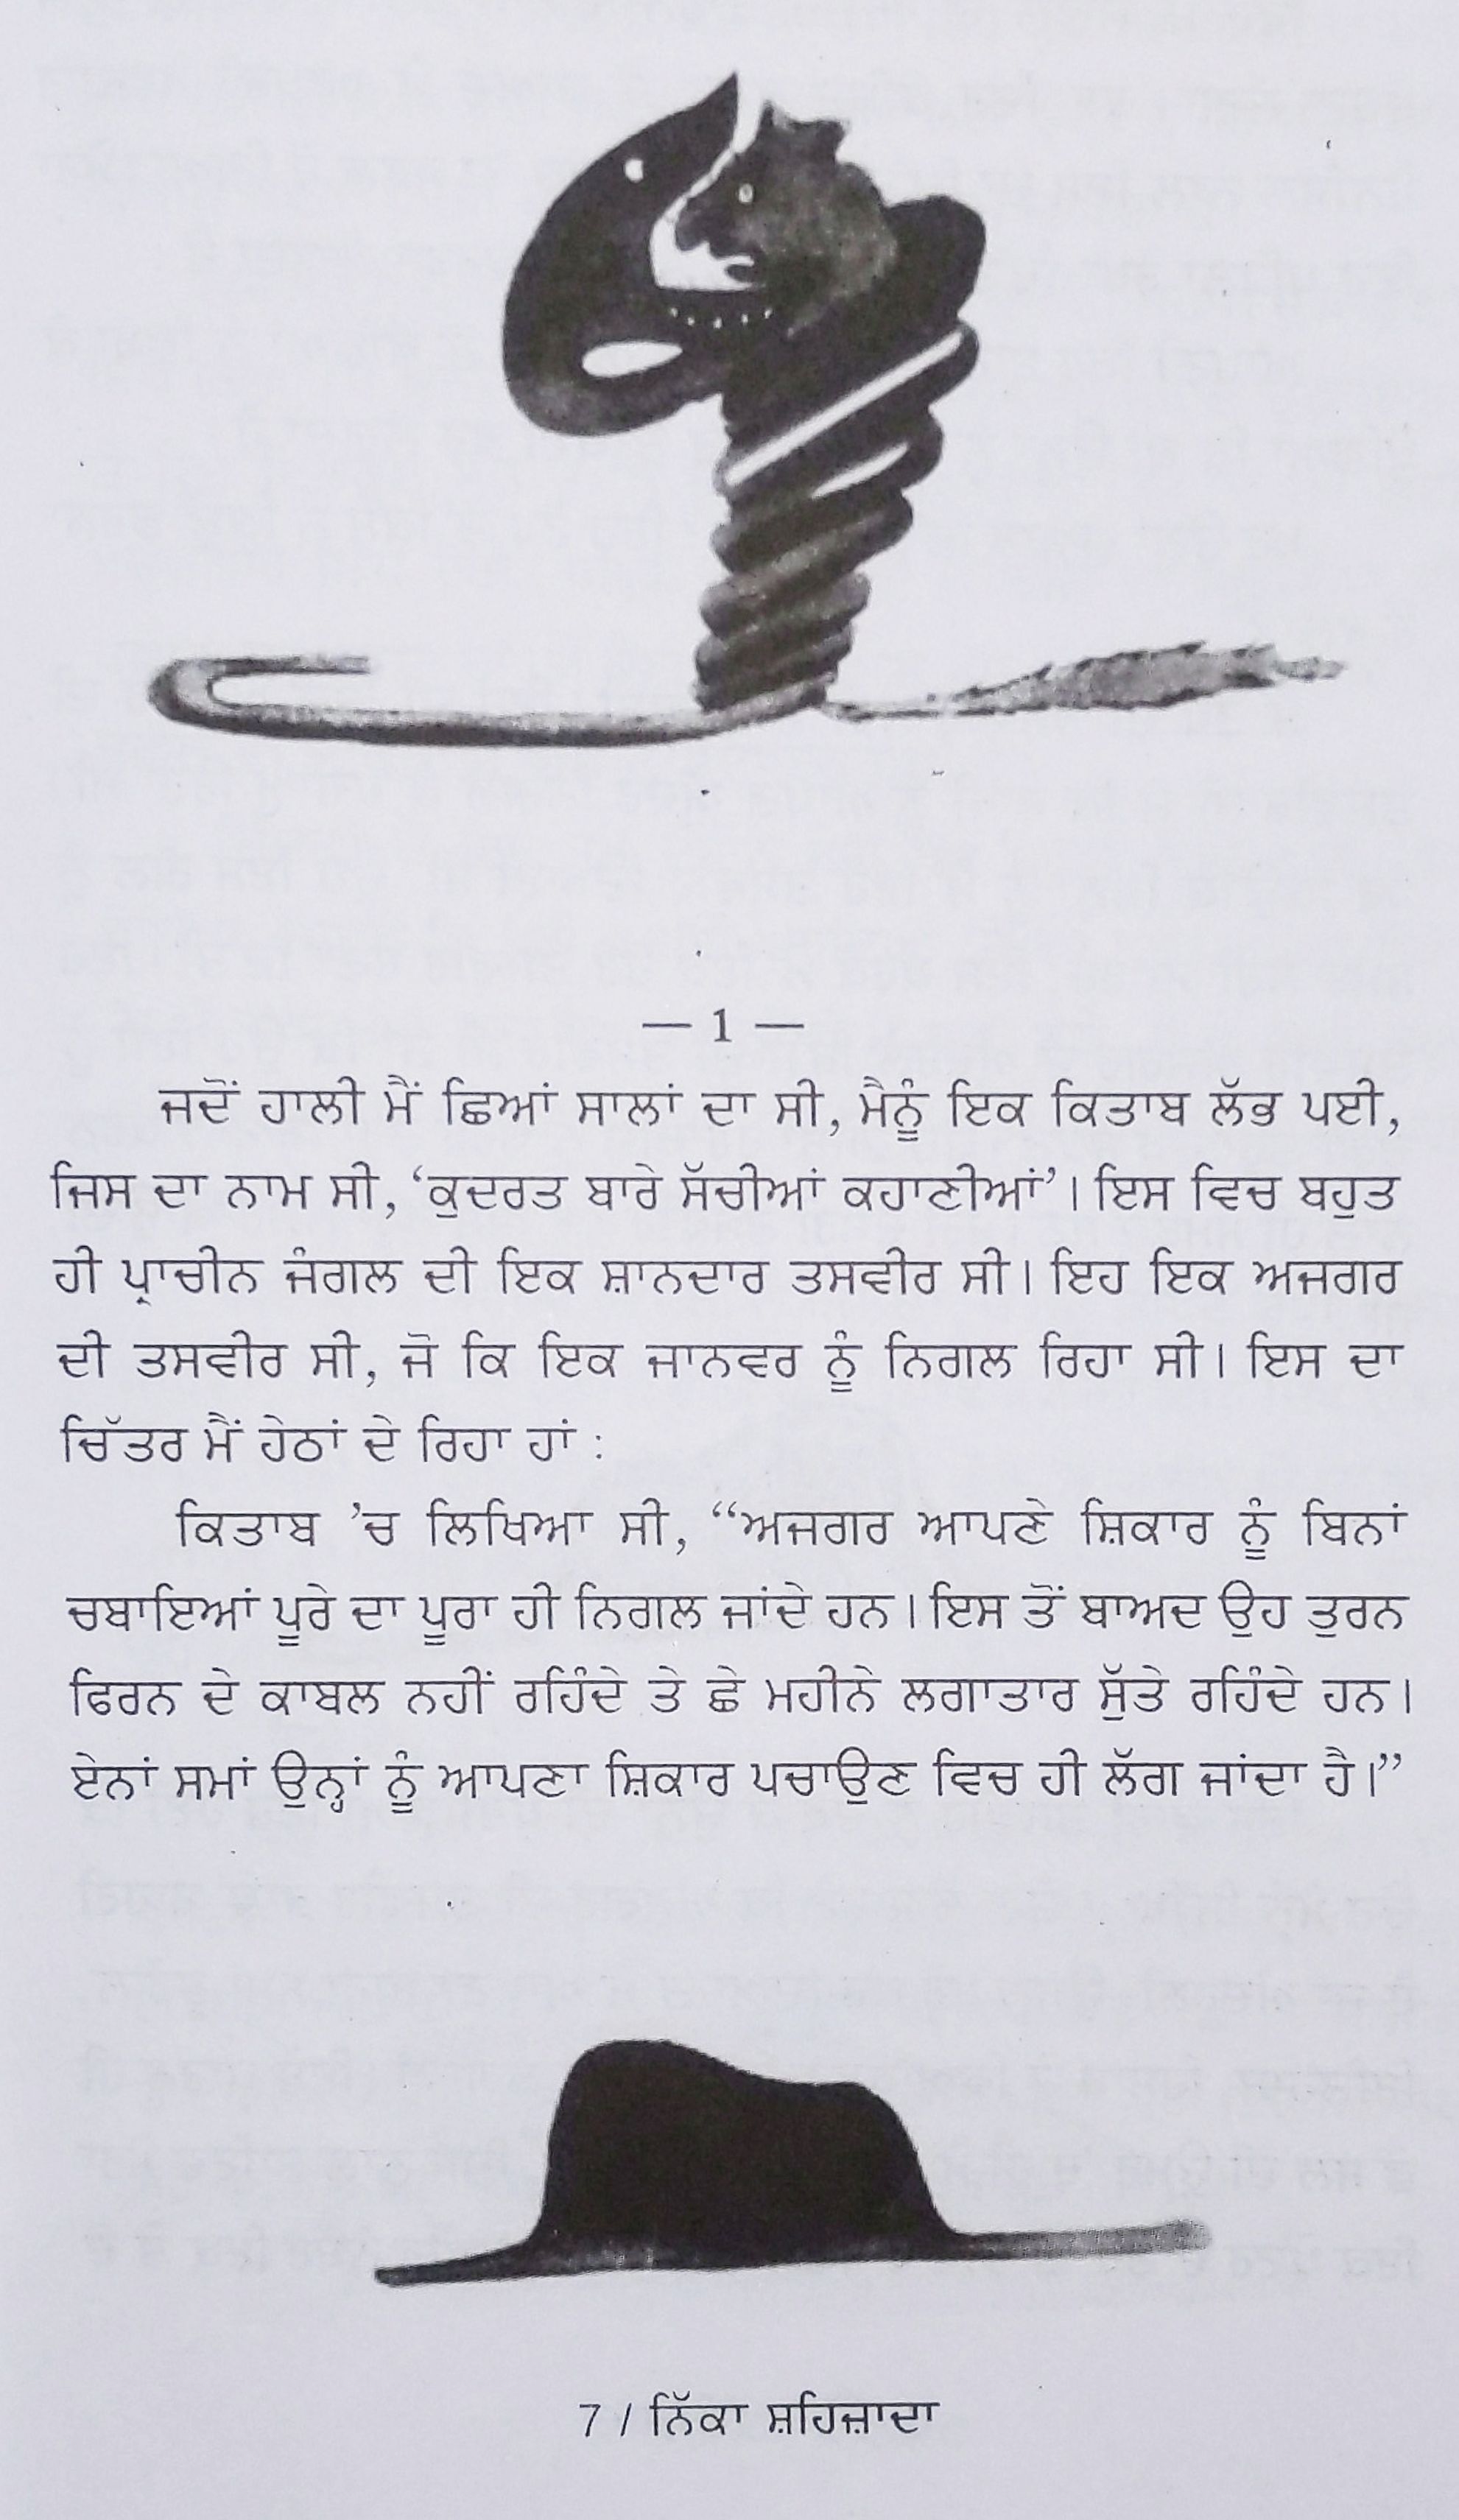 — 1 —
ਜਦੋਂ ਹਾਲੀ ਮੈਂ ਛਿਆਂ ਸਾਲਾਂ ਦਾ ਸੀ, ਮੈਨੂੰ ਇਕ ਕਿਤਾਬ ਲੱਭ ਪਈ,
ਜਿਸ ਦਾ ਨਾਮ ਸੀ, ‘ਕੁਦਰਤ ਬਾਰੇ ਸੱਚੀਆਂ ਕਹਾਣੀਆਂ’। ਇਸ ਵਿਚ ਬਹੁਤ
ਹੀ ਪ੍ਰਾਚੀਨ ਜੰਗਲ ਦੀ ਇਕ ਸ਼ਾਨਦਾਰ ਤਸਵੀਰ ਸੀ। ਇਹ ਇਕ ਅਜਗਰ
ਦੀ ਤਸਵੀਰ ਸੀ, ਜੋ ਕਿ ਇਕ ਜਾਨਵਰ ਨੂੰ ਨਿਗਲ ਰਿਹਾ ਸੀ। ਇਸ ਦਾ
ਚਿੱਤਰ ਮੈਂ ਹੇਠਾਂ ਦੇ ਰਿਹਾ ਹਾਂ :
ਕਿਤਾਬ ’ਚ ਲਿਖਿਆ ਸੀ, “ਅਜਗਰ ਆਪਣੇ ਸ਼ਿਕਾਰ ਨੂੰ ਬਿਨਾਂ
ਚਬਾਇਆਂ ਪੂਰੇ ਦਾ ਪੂਰਾ ਹੀ ਨਿਗਲ ਜਾਂਦੇ ਹਨ। ਇਸ ਤੋਂ ਬਾਅਦ ਉਹ ਤੁਰਨ
ਫਿਰਨ ਦੇ ਕਾਬਲ ਨਹੀਂ ਰਹਿੰਦੇ ਤੇ ਛੇ ਮਹੀਨੇ ਲਗਾਤਾਰ ਸੁੱਤੇ ਰਹਿੰਦੇ ਹਨ।
ਏਨਾਂ ਸਮਾਂ ਉਨ੍ਹਾਂ ਨੂੰ ਆਪਣਾ ਸ਼ਿਕਾਰ ਪਚਾਉਣ ਵਿਚ ਹੀ ਲੱਗ ਜਾਂਦਾ ਹੈ।”
7 / ਨਿੱਕਾ ਸ਼ਹਿਜ਼ਾਦਾ